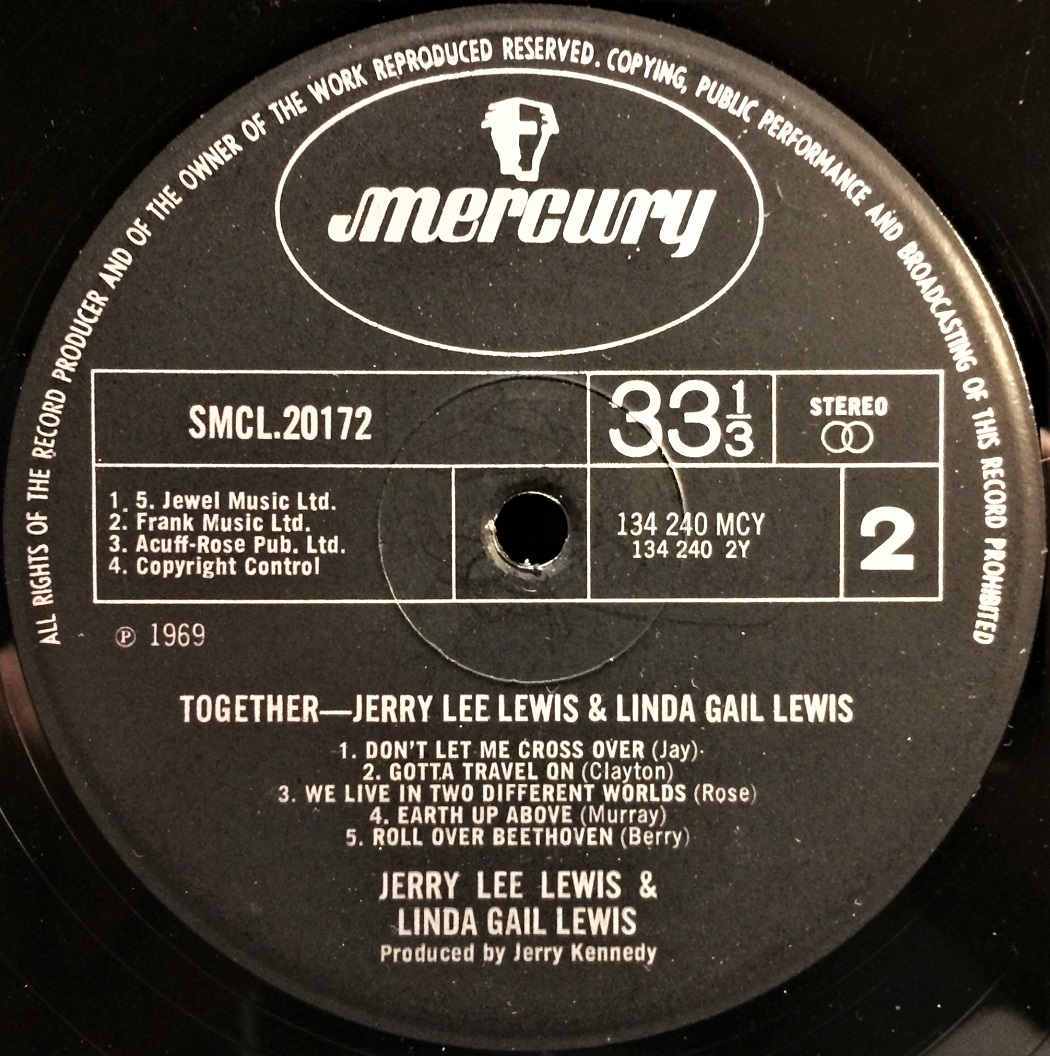 ALL RIGHTS OF THE RECORD PRODUCER AND OF THE OWNER OF THE WORK REPRODUCED RESERVED. COPYING, PUBLIC PERFORMANCE AND BROADCASTING OF THIS RECORD PROHIBITED
mercury
SMCL.20172
33 1/3
STEREO
1. 5. Jewel Music Ltd.
2. Frank Music Ltd.
3. Acuff-Rose Pub. Ltd.
4. Copyright Control
134 240 MCY
134 240 2Y
2
℗ 1969
TOGETHER—JERRY LEE LEWIS & LINDA GAIL LEWIS
1. DON'T LET ME CROSS OVER (Jay)
2. GOTTA TRAVEL ON (Clayton)
3. WE LIVE IN TWO DIFFERENT WORLDS (Rose)
4. EARTH UP ABOVE (Murray)
5. ROLL OVER BEETHOVEN (Berry)
JERRY LEE LEWIS &
LINDA GAIL LEWIS
Produced by Jerry Kennedy